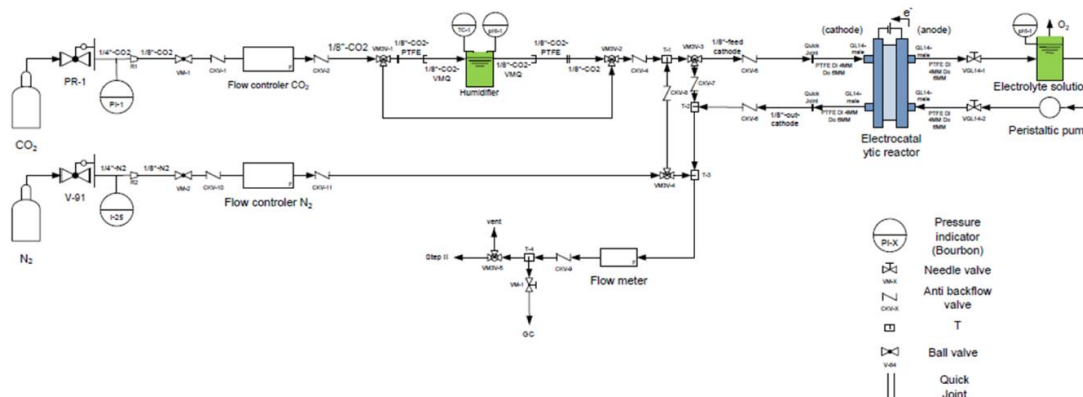 TC-1
pH-1
1/4"-CO2
1/8"-CO2
1/8"-CO2
VM3V-1
1/8"-CO2-
PTFE
1/8"-CO2-
VMQ
1/8"-CO2-
VMQ
1/8"-CO2-
PTFE
1/8"-CO2
VM3V-2
T-1
VM3V-3
1/8"-feed
cathode
Quick
Joint
GL14-
male
PTFE DI 4MM
Do 6MM
(cathode)
e-
(anode)
GL14-
male
PTFE DI
4MM Do
6MM
VGL14-1
pH-1
O2
PR-1
R1
VM-1
CKV-1
Flow controler CO2
F
CKV-2
Humidifier
CKV-4
CKV-7
CKV-5
PI-1
CKV-8
T-2
CKV-6
1/8"-out-
cathode
Quick
Joint
GL14-
male
PTFE DI 4MM
Do 6MM
GL14-
male
PTFE DI
4MM Do
6MM
VGL14-2
Electrolyte solution
Peristaltic pump
Electrocatal
ytic reactor
CO2
1/4"-N2
1/8"-N2
V-91
R2
VM-2
CKV-10
Flow controler N2
F
CKV-11
VM3V-4
T-3
I-25
N2
vent
Step II
VM3V-5
T-4
CKV-9
F
Flow meter
VM-1
GC
PI-X
Pressure
indicator
(Bourbon)
VM-X
Needle valve
CKV-X
Anti backflow
valve
T
V-94
Ball valve
Quick
Joint